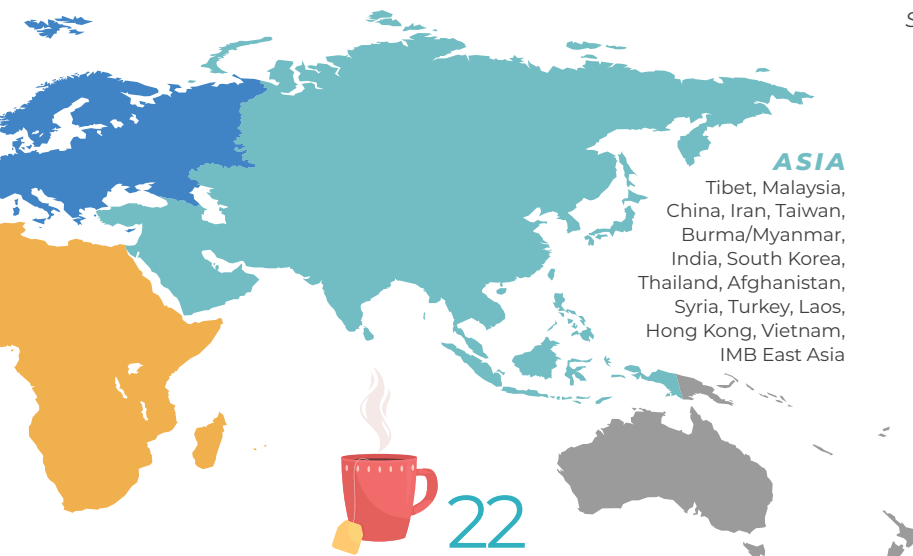 S
ASIA
Tibet, Malaysia,
China, Iran, Taiwan,
Burma/Myanmar,
India, South Korea,
Thailand, Afghanistan,
Syria, Turkey, Laos,
Hong Kong, Vietnam,
IMB East Asia
22